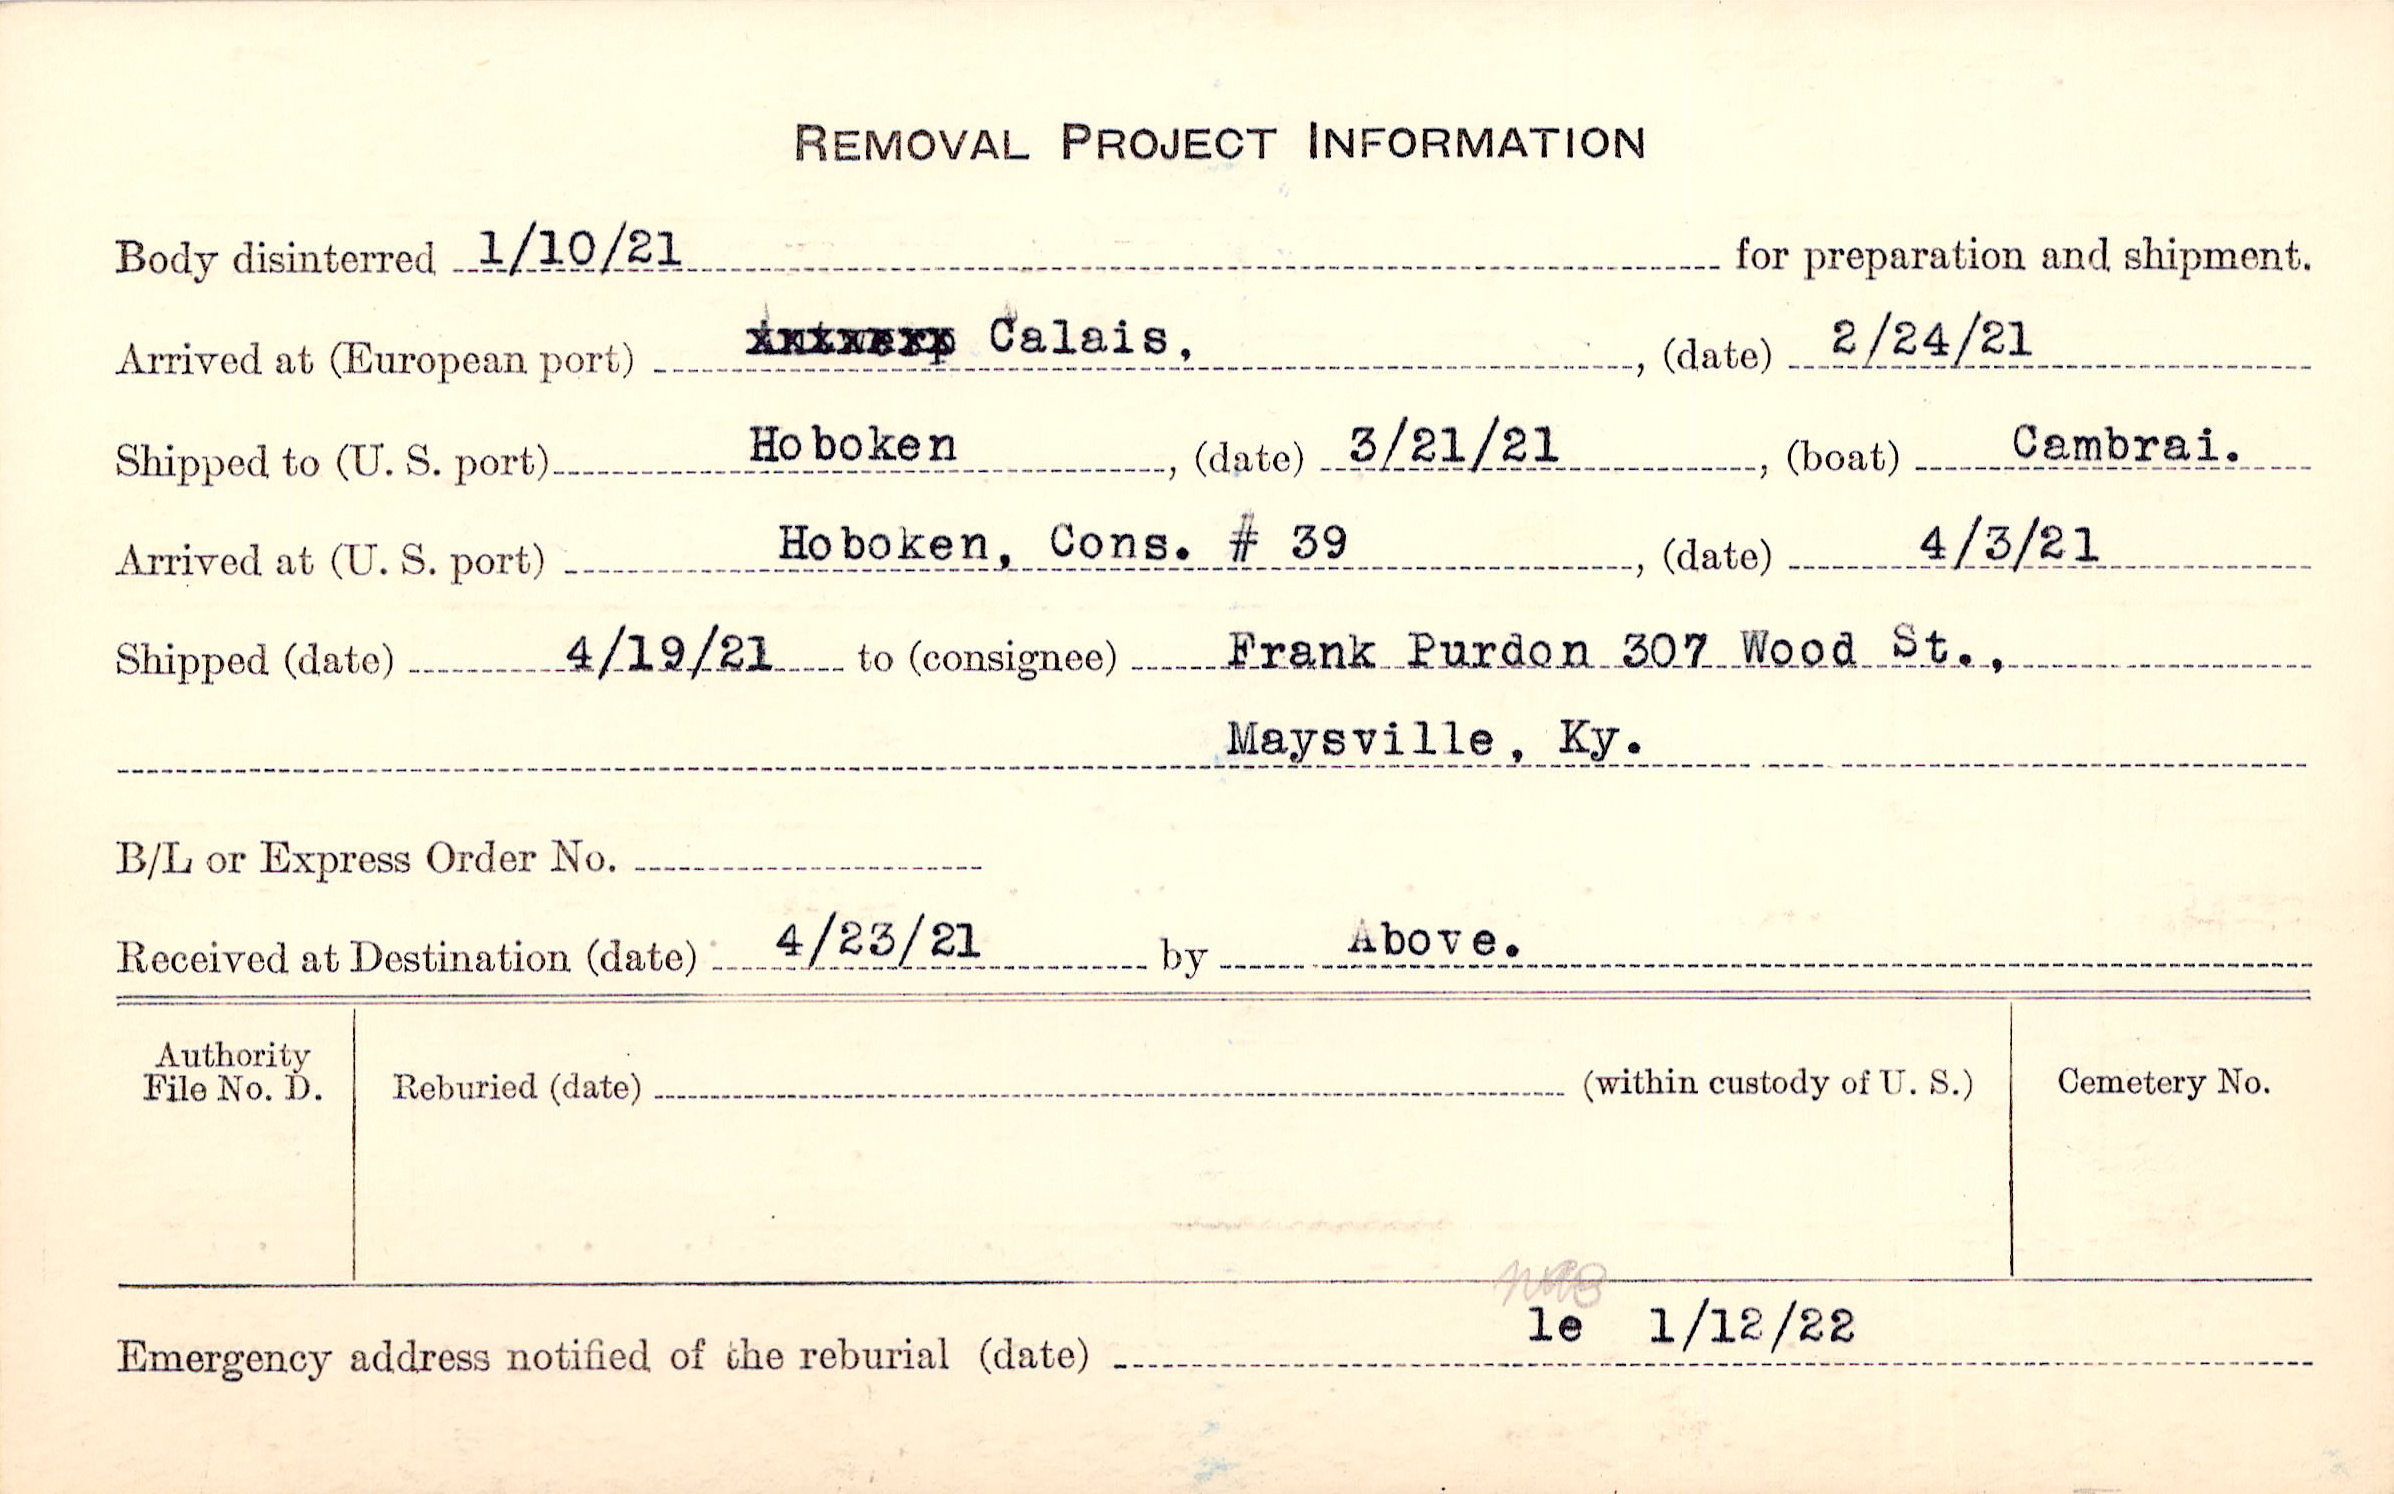 REMOVAL PROJECT INFORMATION
Body disinterred 1/10/21 for preparation and shipment.
Arrived at (European port) Antwerp Calais, , (date) 2/24/21
Shipped to (U. S. port) Hoboken , (date) 3/21/21 , (boat) Cambrai.
Arrived at (U. S. port) Hoboken, Cons. # 39 , (date) 4/3/21
Shipped (date) 4/19/21 to (consignee) Frank Purdon 307 Wood St.,
Maysville, Ky.
B/L or Express Order No.
Received at Destination (date) 4/23/21 by Above.
Authority
File No. D.
Reburied (date) (within custody of U. S.)
Cemetery No.
Emergency address notified of the reburial (date) le 1/12/22